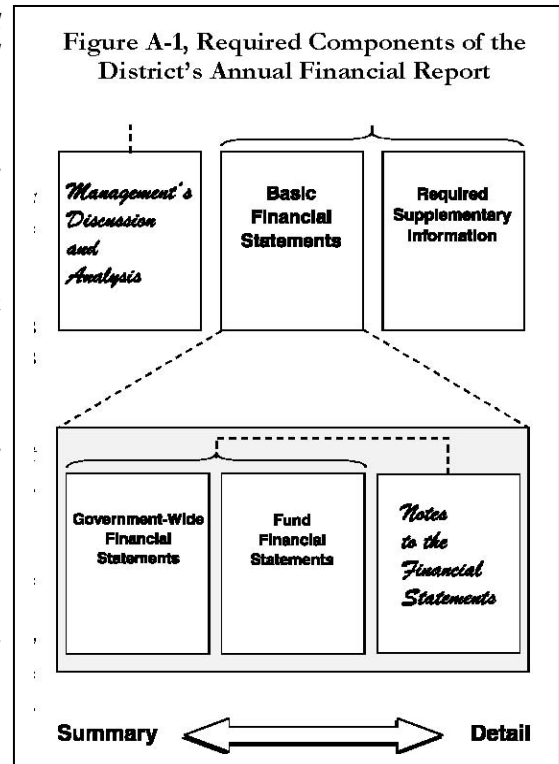 Figure A-1, Required Components of the
District's Annual Financial Report
Management's
Discussion
and
Analysis
Basic
Financial
Statements
Required
Supplementary
Information
Government-Wide
Financial
Statements
Fund
Financial
Statements
Notes
to the
Financial
Statements
Summary
Detail